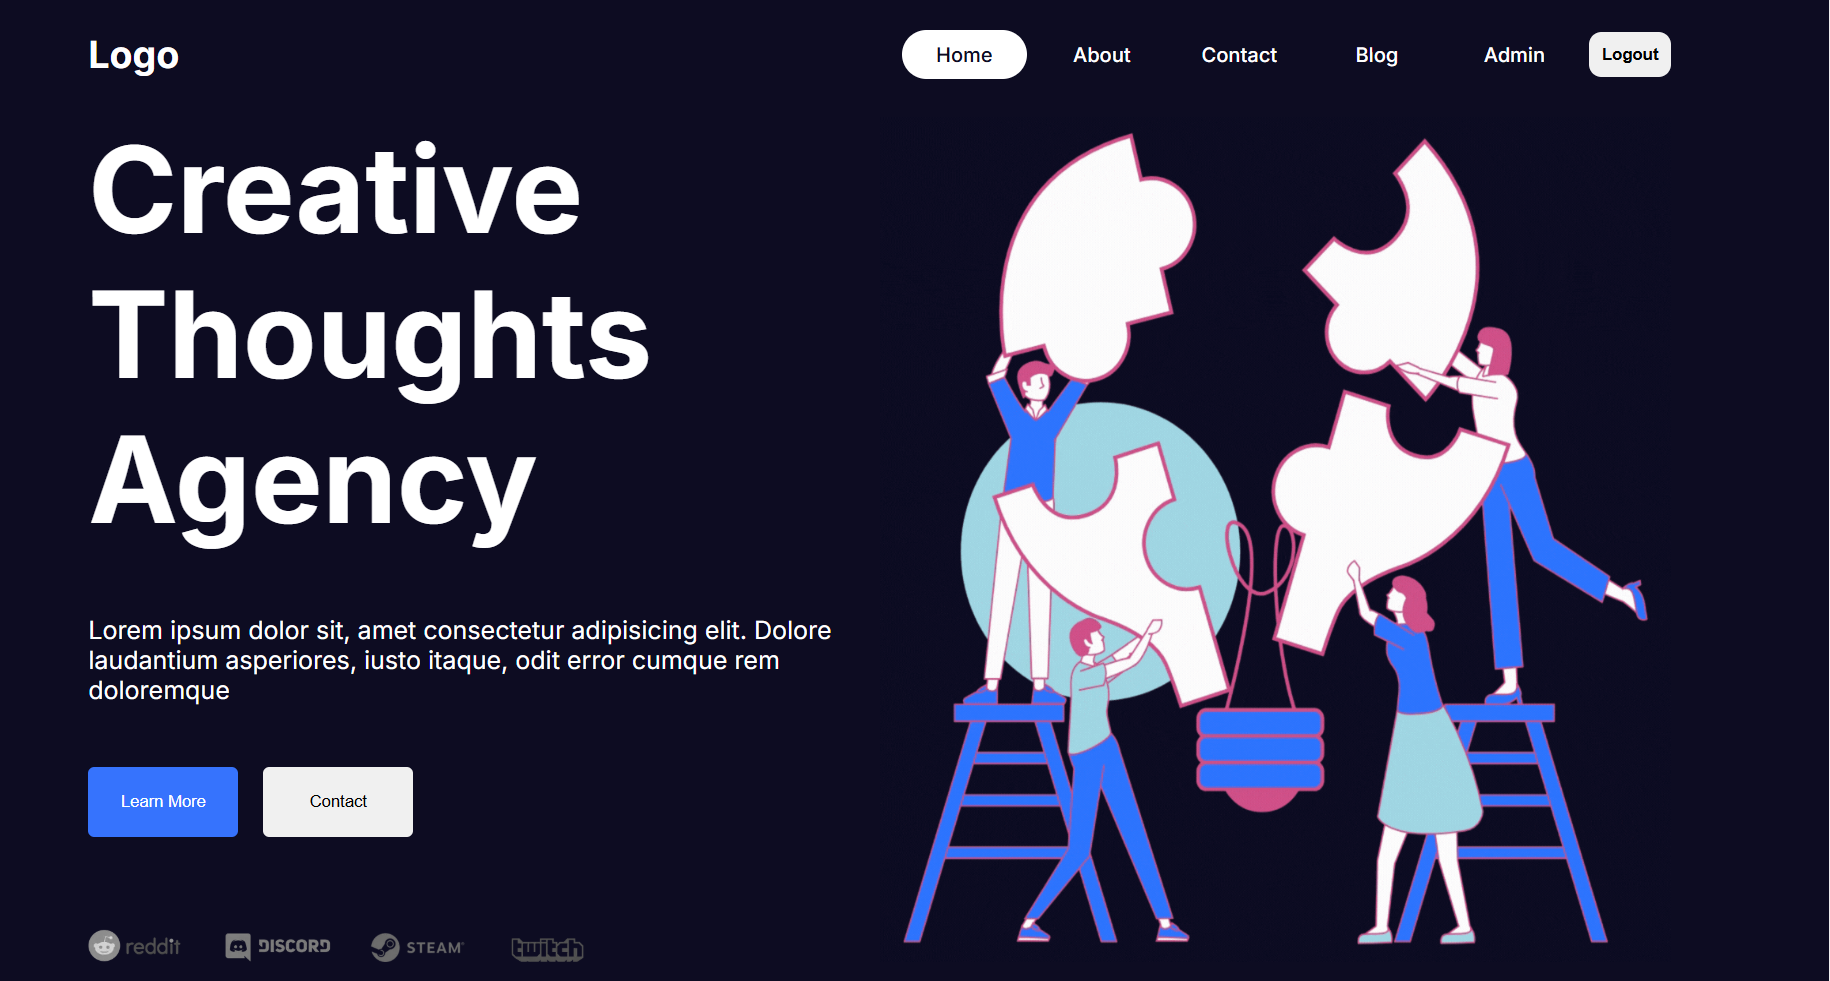 Logo
Home About Contact Blog Admin Logout
Creative
Thoughts
Agency
Lorem ipsum dolor sit, amet consectetur adipisicing elit. Dolore
laudantium asperiores, iusto itaque, odit error cumque rem
doloremque
Learn More Contact
reddit DISCORD STEAM twitch